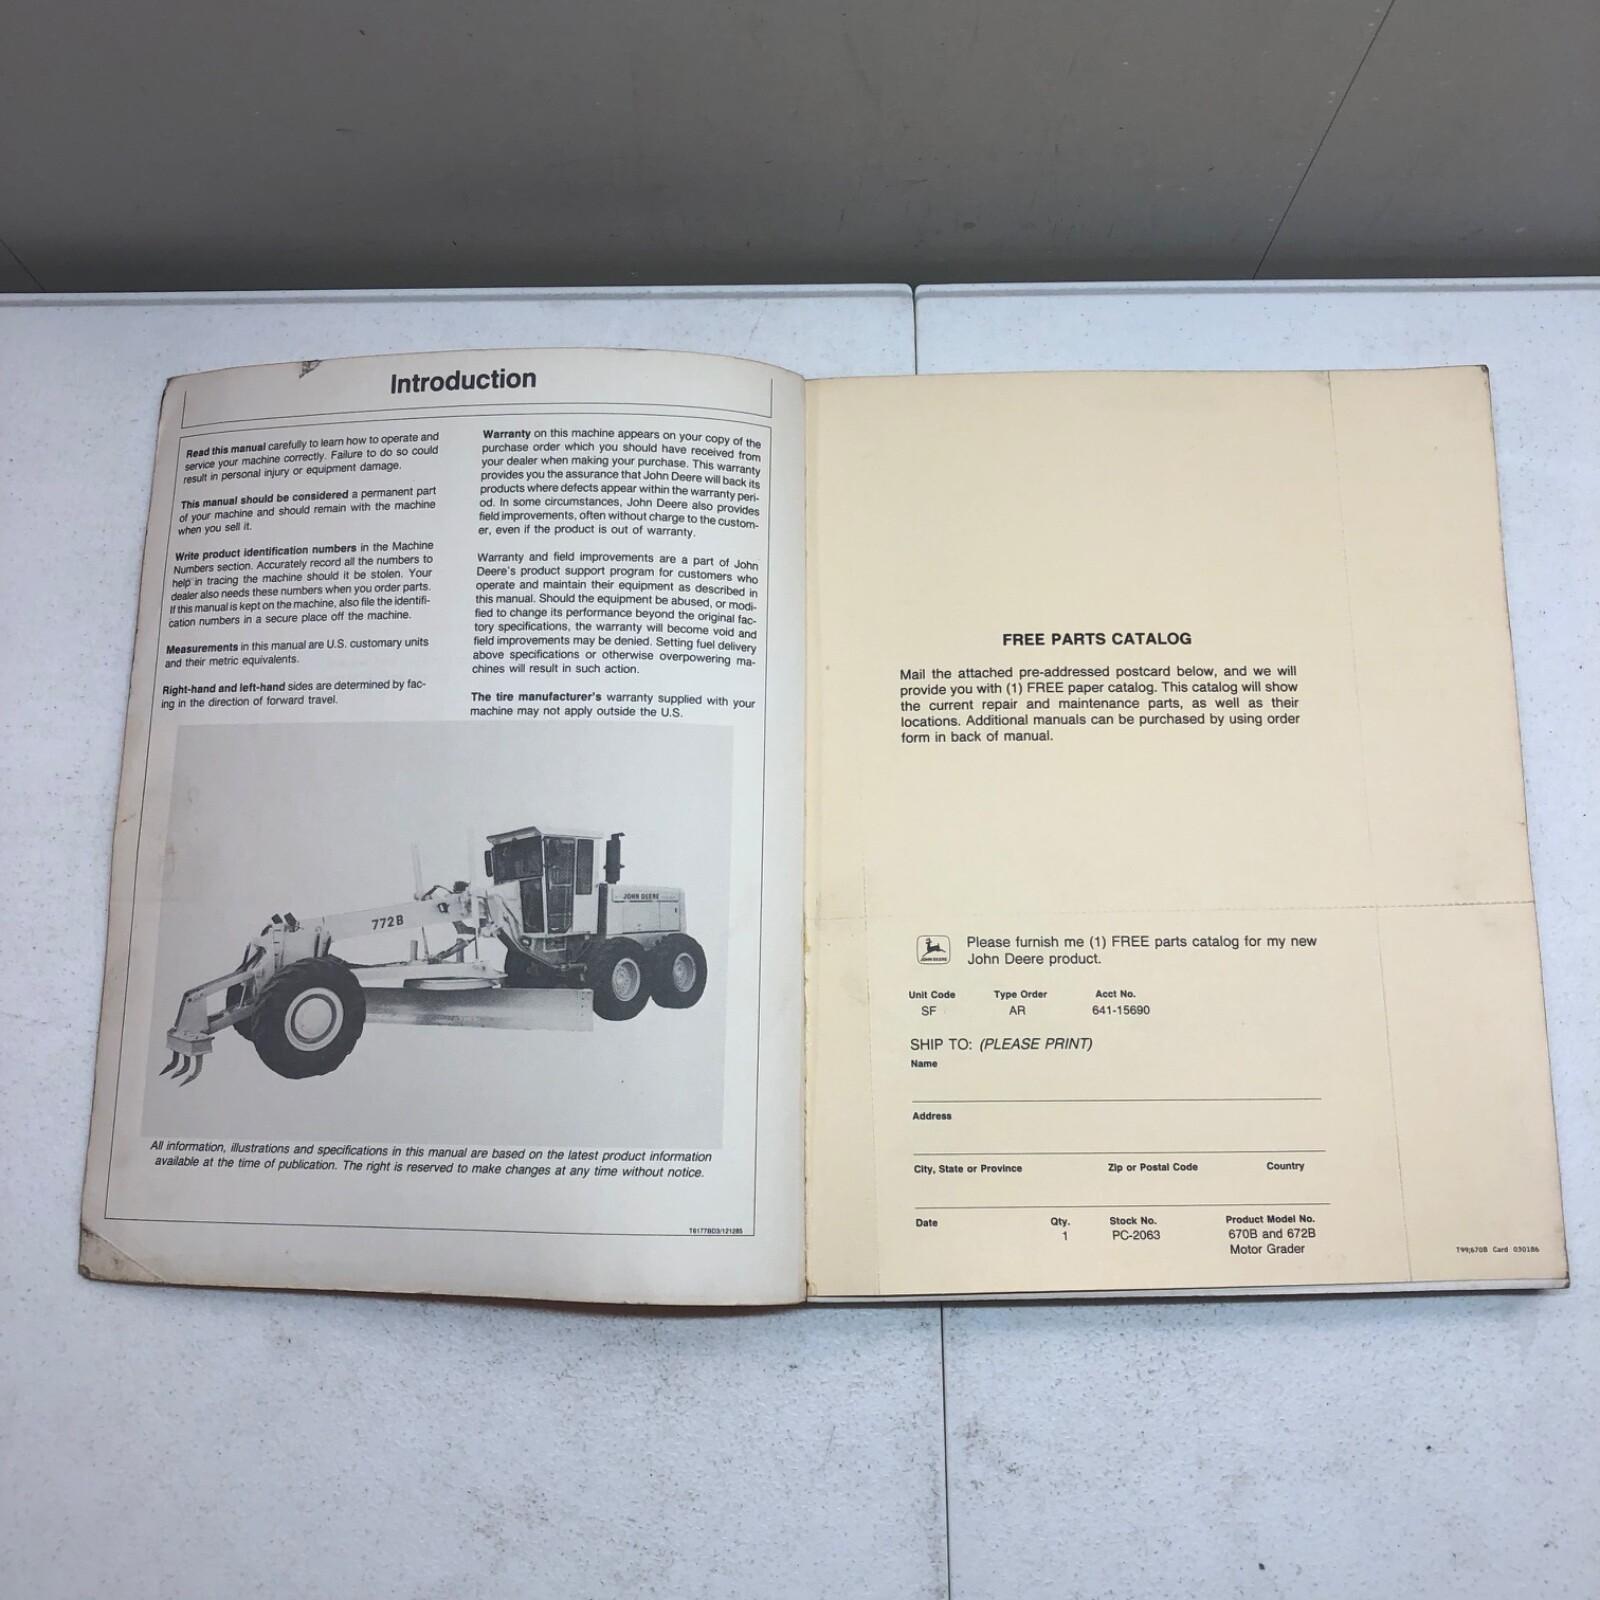 Introduction
Read this manual carefully to learn how to operate and
service your machine correctly. Failure to do so could
result in personal injury or equipment damage.
This manual should be considered a permanent part
of your machine and should remain with the machine
when you sell it.
Write product identification numbers in the Machine
Numbers section. Accurately record all the numbers to
help in tracing the machine should it be stolen. Your
dealer also needs these numbers when you order parts.
If this manual is kept on the machine, also file the identifi-
cation numbers in a secure place off the machine.
Measurements in this manual are U.S. customary units
and their metric equivalents.
Right-hand and left-hand sides are determined by fac-
ing in the direction of forward travel.
Warranty on this machine appears on your copy of the
purchase order which you should have received from
your dealer when making your purchase. This warranty
provides you the assurance that John Deere will back its
products where defects appear within the warranty peri-
od. In some circumstances, John Deere also provides
field improvements, often without charge to the custom-
er, even if the product is out of warranty.
Warranty and field improvements are a part of John
Deere's product support program for customers who
operate and maintain their equipment as described in
this manual. Should the equipment be abused, or modi-
fied to change its performance beyond the original fac-
tory specifications, the warranty will become void and
field improvements may be denied. Setting fuel delivery
above specifications or otherwise overpowering ma-
chines will result in such action.
The tire manufacturer's warranty supplied with your
machine may not apply outside the U.S.
772B
JOHN DEERE
All information, illustrations and specifications in this manual are based on the latest product information
available at the time of publication. The right is reserved to make changes at any time without notice.
T6177BD3/121285
FREE PARTS CATALOG
Mail the attached pre-addressed postcard below, and we will
provide you with (1) FREE paper catalog. This catalog will show
the current repair and maintenance parts, as well as their
locations. Additional manuals can be purchased by using order
form in back of manual.
JOHN DEERE
Please furnish me (1) FREE parts catalog for my new
John Deere product.
Unit Code Type Order Acct No.
SF AR 641-15690
SHIP TO: (PLEASE PRINT)
Name
Address
City, State or Province Zip or Postal Code Country
Date Qty. Stock No. Product Model No.
1 PC-2063 670B and 672B
Motor Grader
T99;670B Card 030186